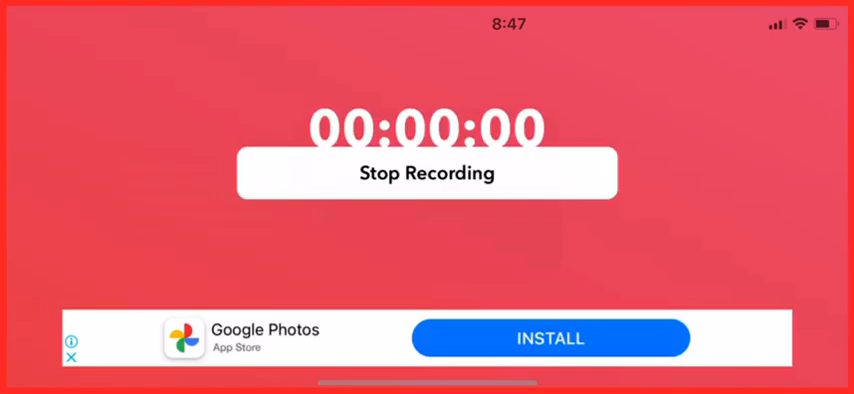 8:47
00:00:00
Stop Recording
Google Photos
App Store
INSTALL